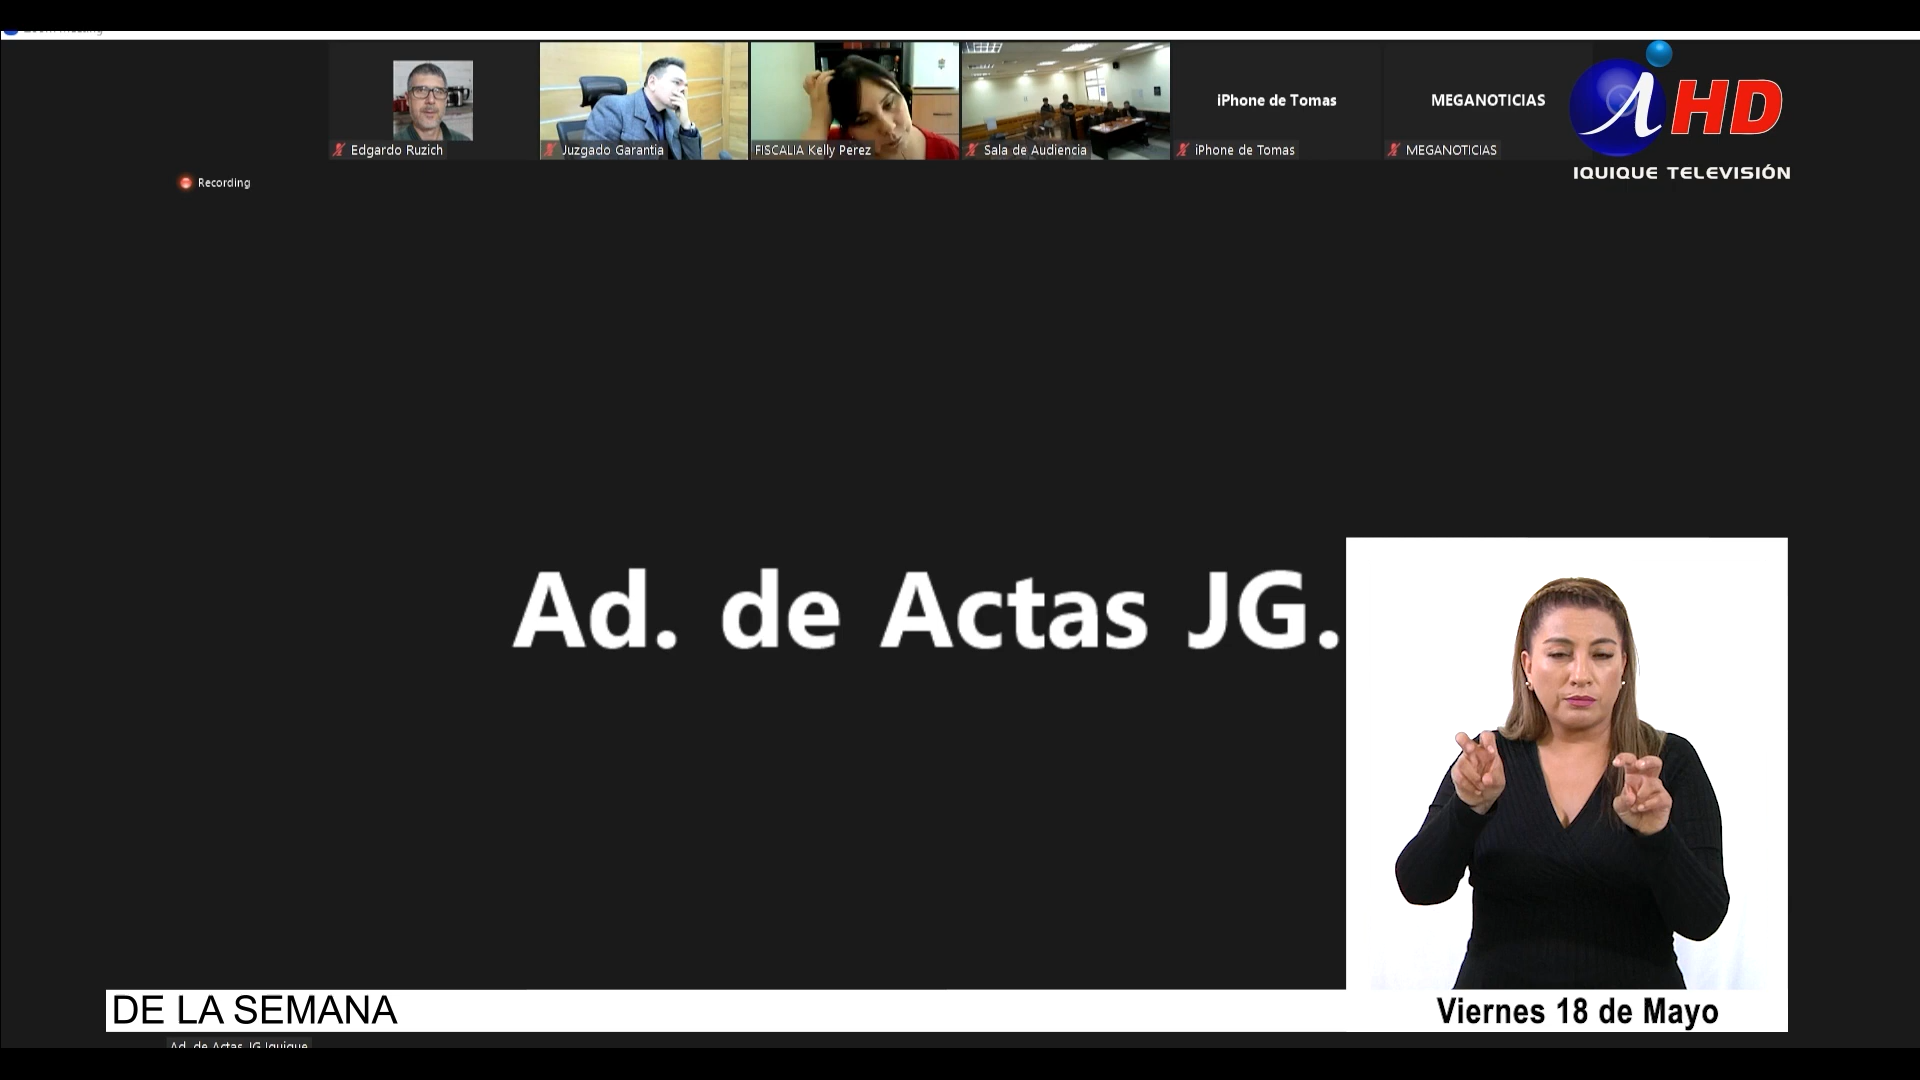 Zoom Meeting
iPhone de Tomas
MEGANOTICIAS
HD
Edgardo Ruzich
Juzgado Garantia
FISCALIA Kelly Perez
Sala de Audiencia
iPhone de Tomas
MEGANOTICIAS
IQUIQUE TELEVISIÓN
Recording
Ad. de Actas JG.
DE LA SEMANA
Viernes 18 de Mayo
Ad. de Actas JG Iquique